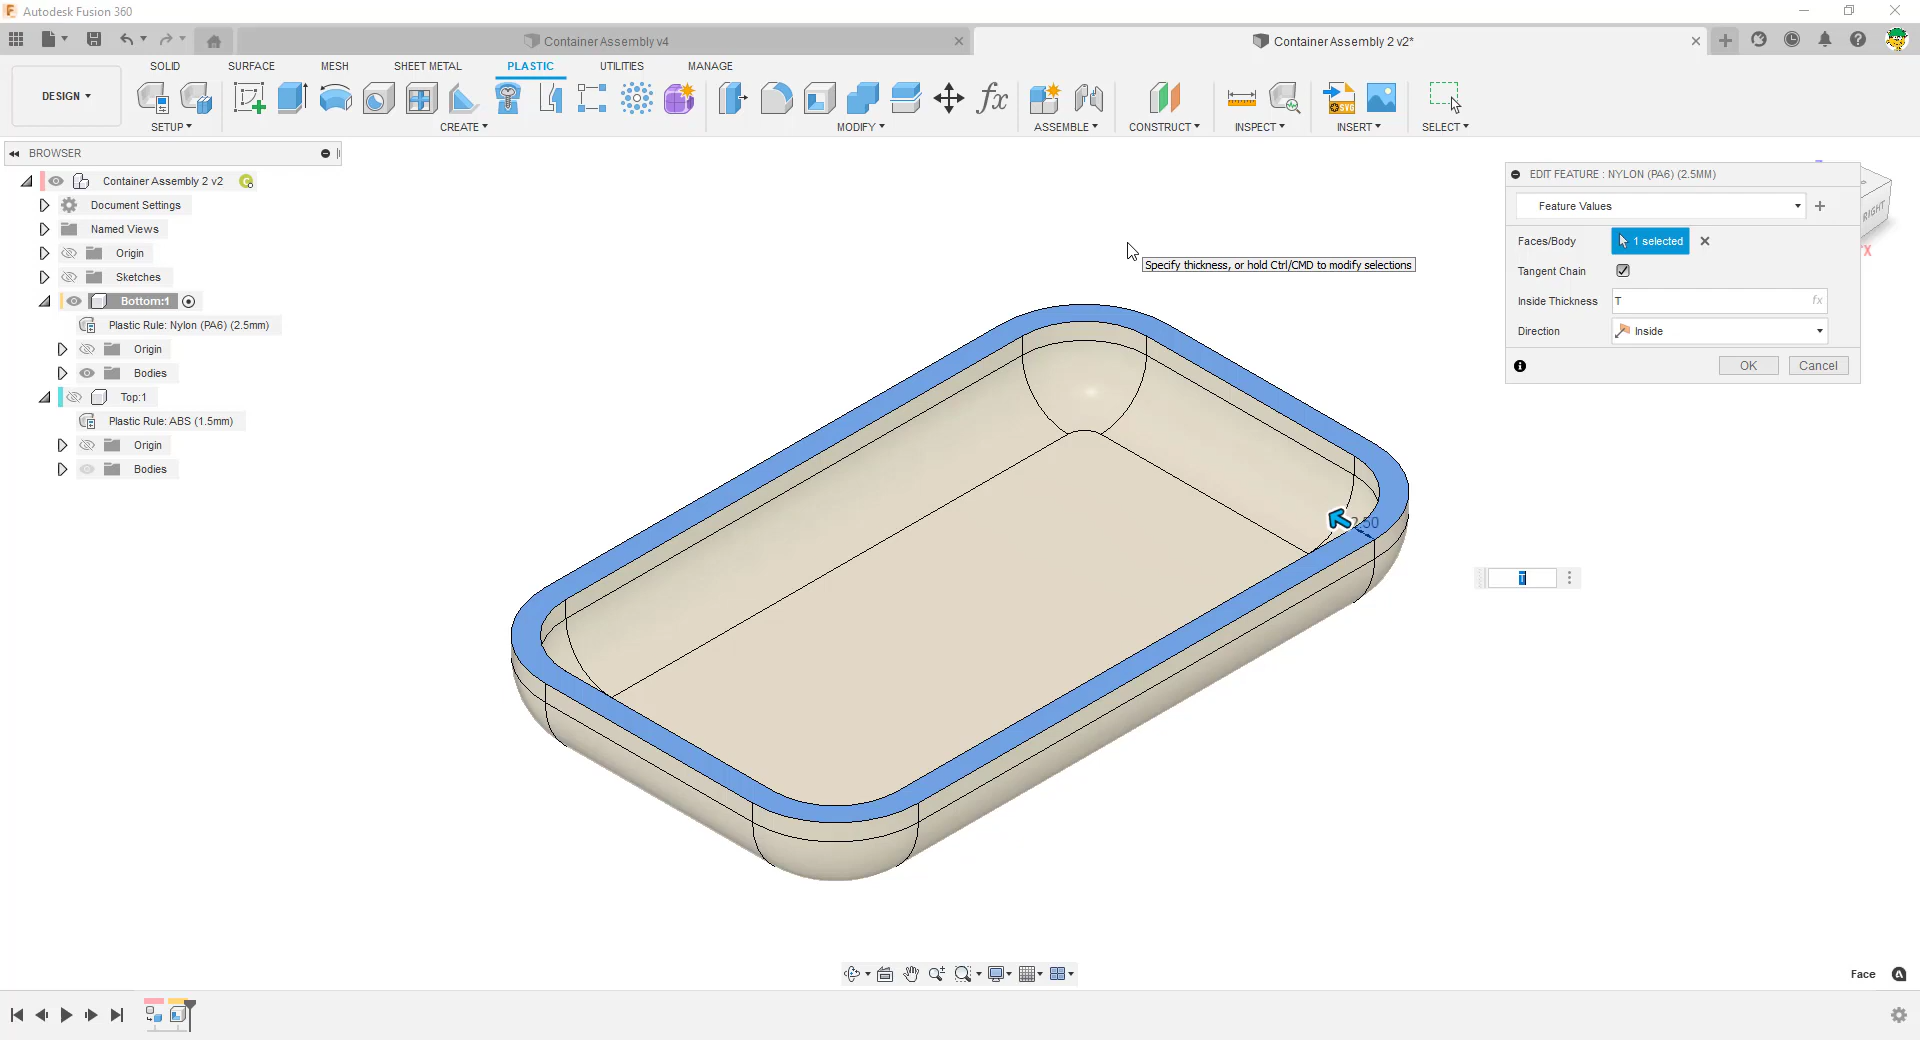 Autodesk Fusion 360
Container Assembly v4
Container Assembly 2 v2*
SOLID SURFACE MESH SHEET METAL PLASTIC UTILITIES MANAGE
DESIGN
SETUP CREATE MODIFY ASSEMBLE CONSTRUCT INSPECT INSERT SELECT
BROWSER
Container Assembly 2 v2
Document Settings
Named Views
Origin
Sketches
Bottom:1
Plastic Rule: Nylon (PA6) (2.5mm)
Origin
Bodies
Top:1
Plastic Rule: ABS (1.5mm)
Origin
Bodies
Specify thickness, or hold Ctrl/CMD to modify selections
RIGHT
X
EDIT FEATURE : NYLON (PA6) (2.5MM)
Feature Values
Faces/Body 1 selected
Tangent Chain
Inside Thickness T fx
Direction Inside
OK Cancel
2.50
T
Face